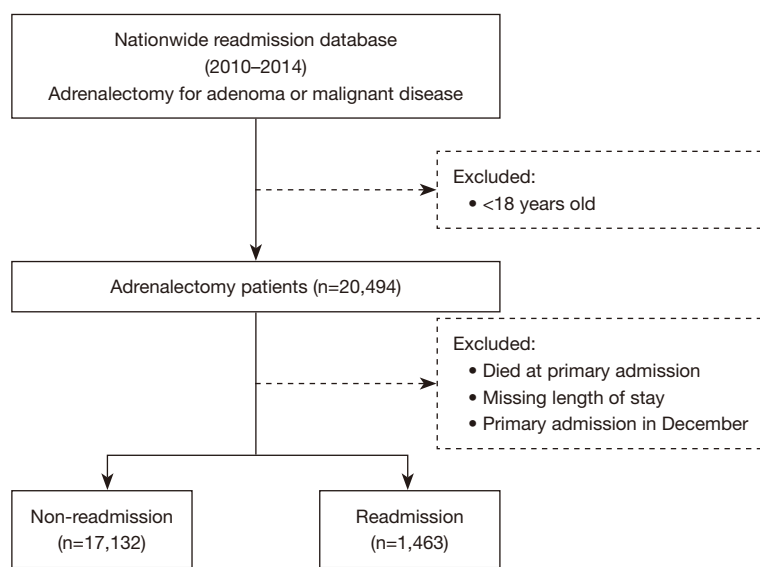 Nationwide readmission database
(2010–2014)
Adrenalectomy for adenoma or malignant disease
Excluded:
• <18 years old
Adrenalectomy patients (n=20,494)
Excluded:
• Died at primary admission
• Missing length of stay
• Primary admission in December
Non-readmission
(n=17,132)
Readmission
(n=1,463)